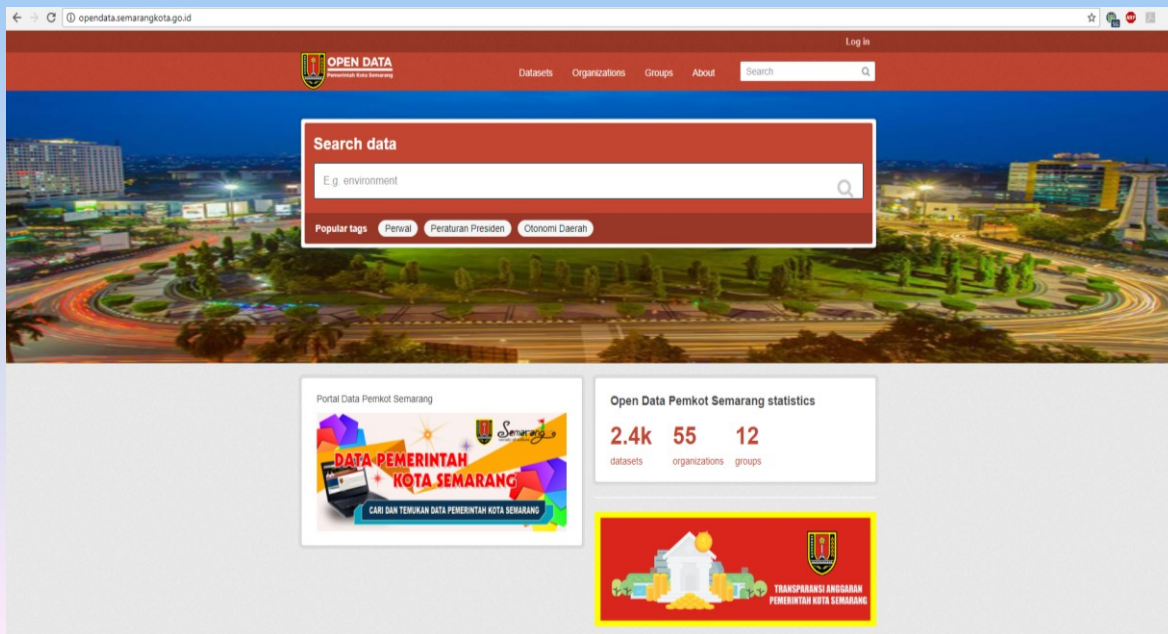 opendata.semarangkota.go.id
Log in
OPEN DATA
Pemerintah Kota Semarang
Datasets Organizations Groups About Search
Search data
E.g. environment
Popular tags Perwal Peraturan Presiden Otonomi Daerah
Portal Data Pemkot Semarang
Semarang
DATA PEMERINTAH
KOTA SEMARANG
CARI DAN TEMUKAN DATA PEMERINTAH KOTA SEMARANG
Open Data Pemkot Semarang statistics
2.4k 55 12
datasets organizations groups
TRANSPARANSI ANGGARAN
PEMERINTAH KOTA SEMARANG